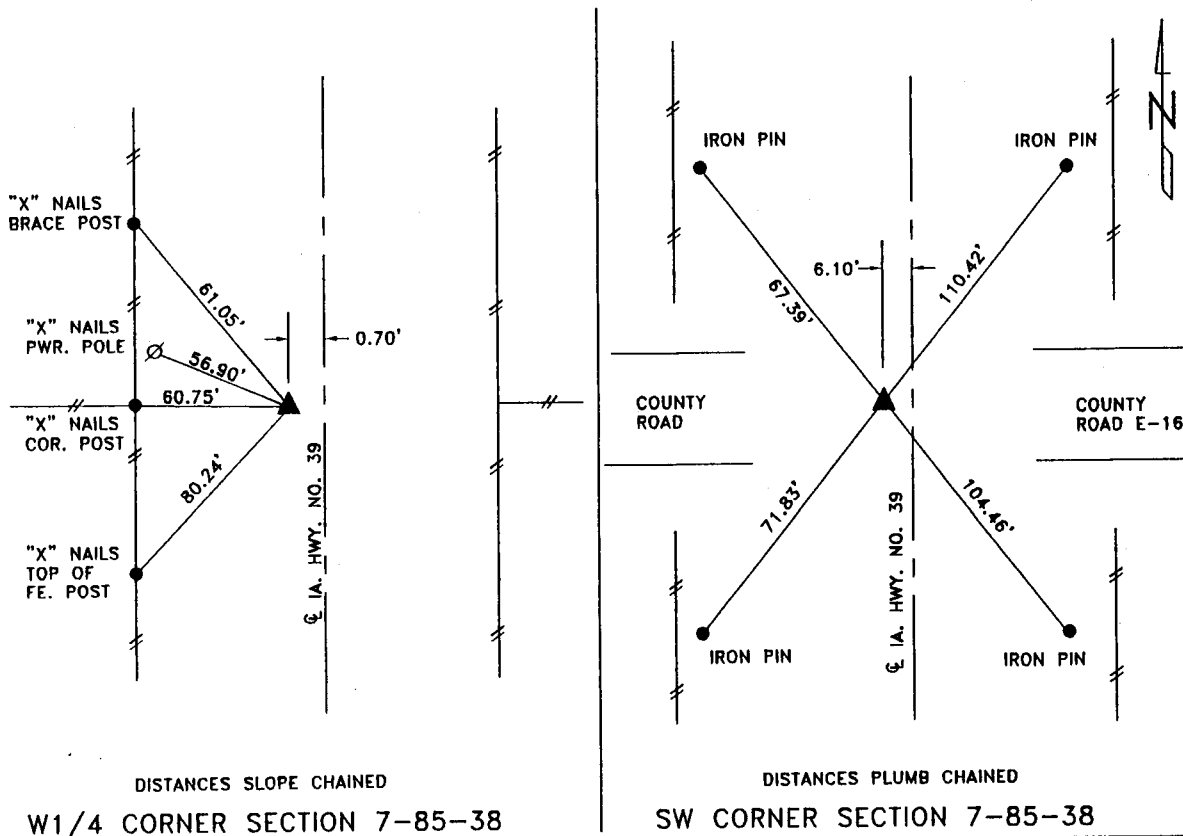 "X" NAILS
BRACE POST
61.05'
"X" NAILS
PWR. POLE
56.90'
0.70'
60.75'
"X" NAILS
COR. POST
80.24'
"X" NAILS
TOP OF
FE. POST
℄ IA. HWY. NO. 39
DISTANCES SLOPE CHAINED
W1/4 CORNER SECTION 7-85-38
N
IRON PIN
IRON PIN
67.39'
6.10'
110.42'
COUNTY
ROAD
COUNTY
ROAD E-16
71.83'
104.46'
℄ IA. HWY. NO. 39
IRON PIN
IRON PIN
DISTANCES PLUMB CHAINED
SW CORNER SECTION 7-85-38